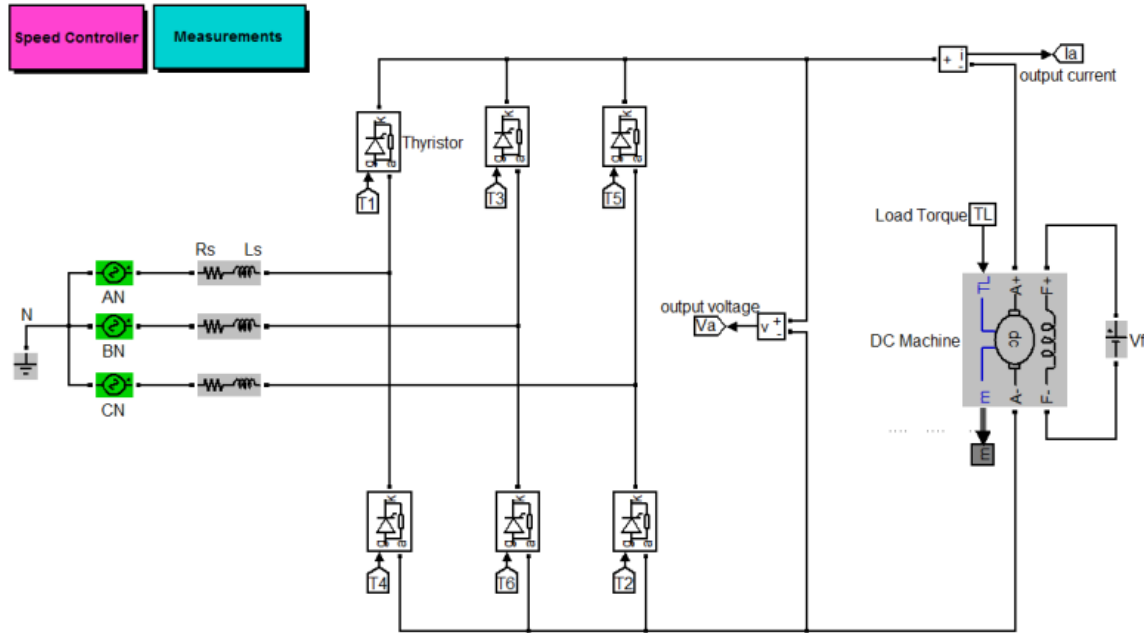 Speed Controller
Measurements
Ia
output current
+ i -
k
g a
Thyristor
T1
k
g a
T3
k
g a
T5
Load Torque TL
Rs Ls
AN
N
BN
CN
output voltage
Va
v + -
DC Machine
TL
A+
F+
dc
E
A-
F-
Vf
E
k
g a
T4
k
g a
T6
k
g a
T2